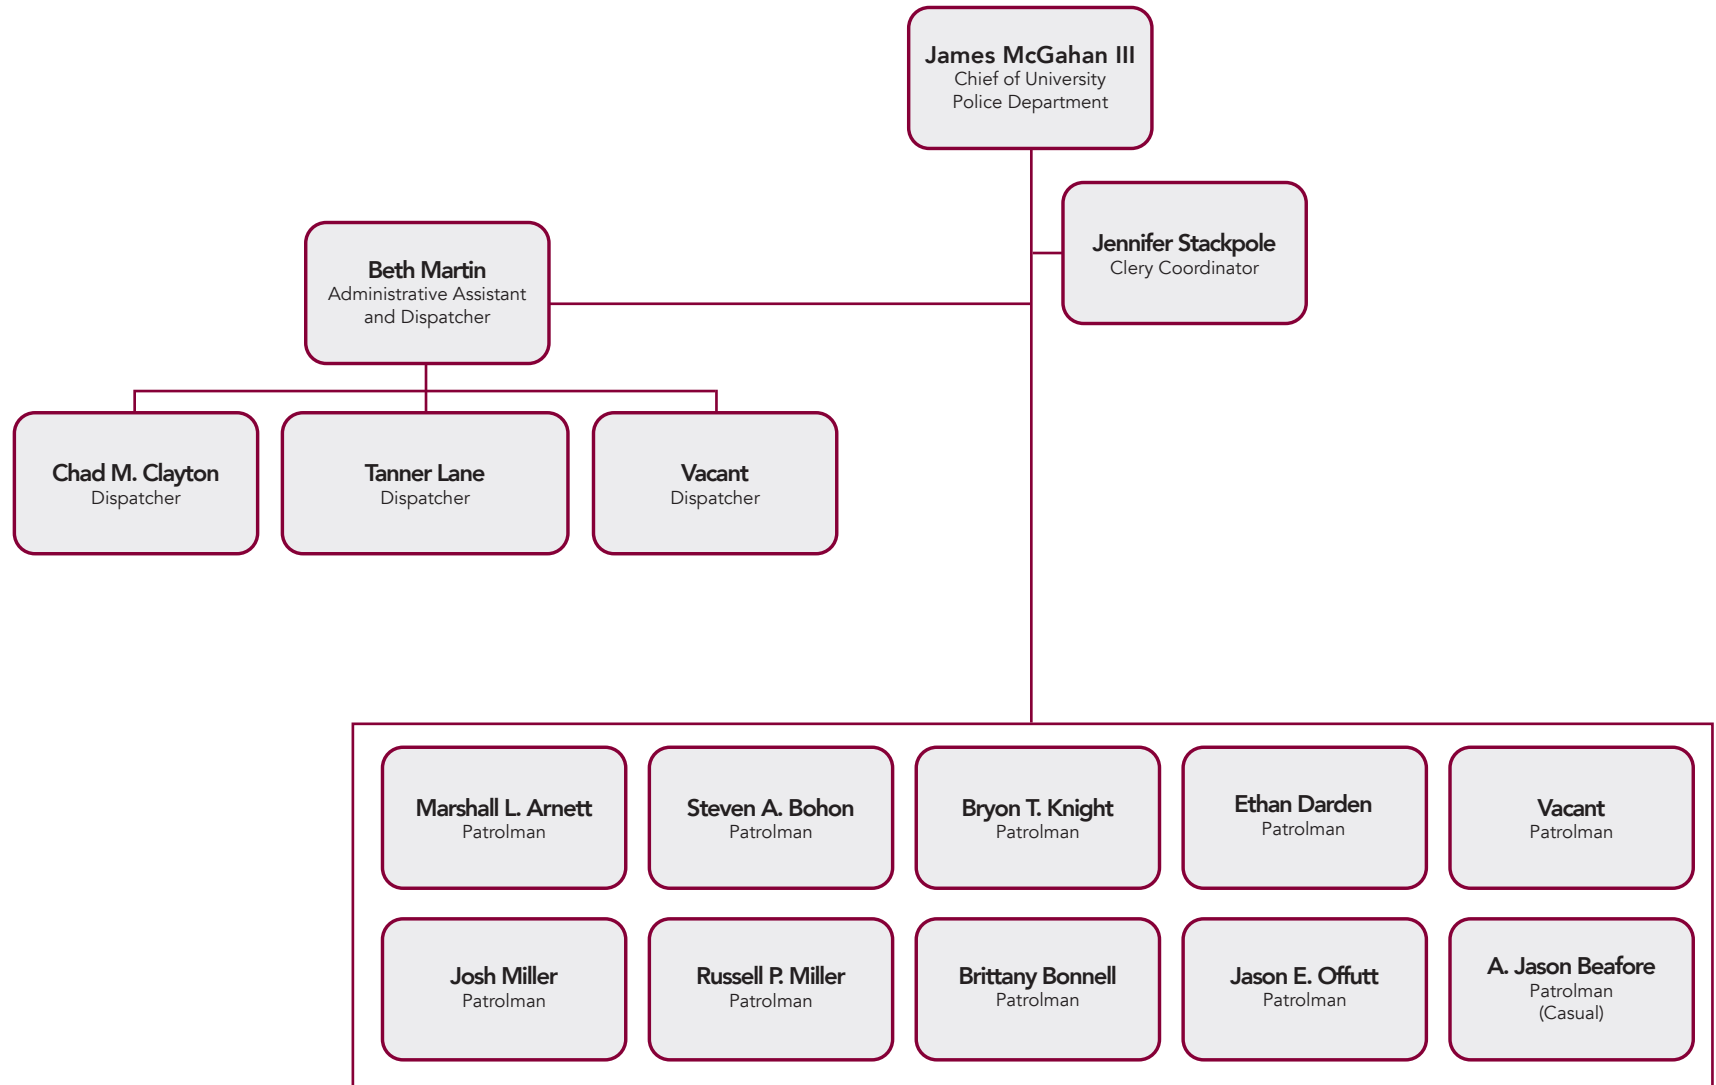 James McGahan III
Chief of University
Police Department
Jennifer Stackpole
Clery Coordinator
Beth Martin
Administrative Assistant
and Dispatcher
Chad M. Clayton
Dispatcher
Tanner Lane
Dispatcher
Vacant
Dispatcher
Marshall L. Arnett
Patrolman
Steven A. Bohon
Patrolman
Bryon T. Knight
Patrolman
Ethan Darden
Patrolman
Vacant
Patrolman
Josh Miller
Patrolman
Russell P. Miller
Patrolman
Brittany Bonnell
Patrolman
Jason E. Offutt
Patrolman
A. Jason Beafore
Patrolman
(Casual)